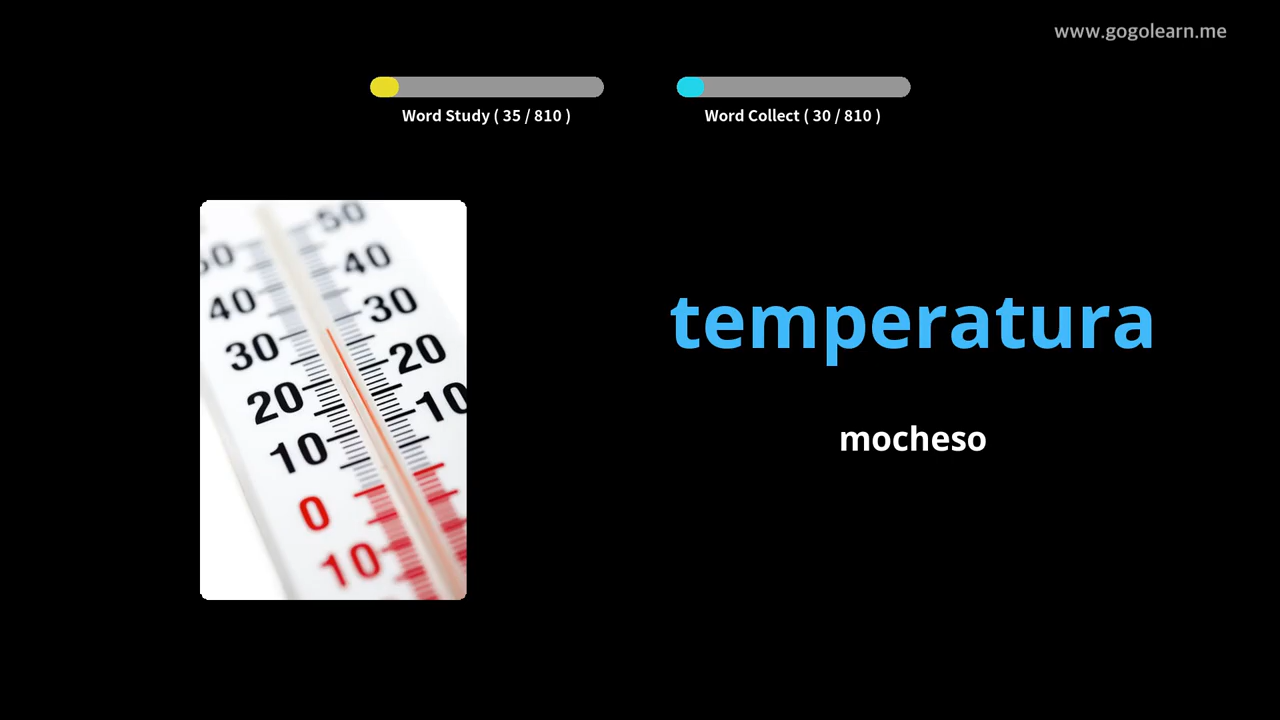 www.gogolearn.me
Word Study ( 35 / 810 )
Word Collect ( 30 / 810 )
50
50
40
40
30
30
20
20
10
10
0
10
temperatura
mocheso